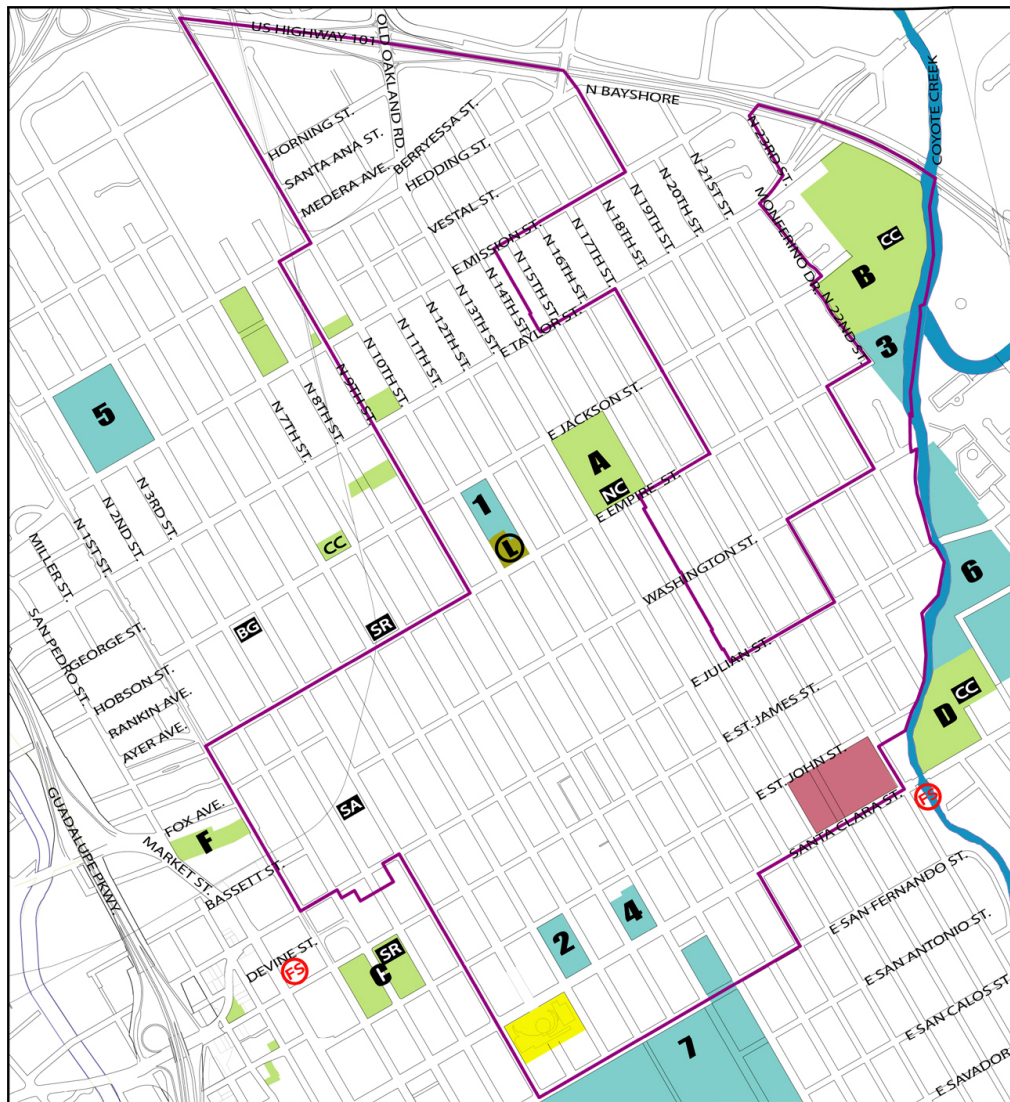 US HIGHWAY 101
OLD OAKLAND RD.
N BAYSHORE
COYOTE CREEK
HORNING ST.
SANTA ANA ST.
MEDERA AVE.
BERRYESSA ST.
HEDDING ST.
VESTAL ST.
E MISSION ST.
N 23RD ST.
N 21ST ST.
N 20TH ST.
N 19TH ST.
N 18TH ST.
N 17TH ST.
N 16TH ST.
N 15TH ST.
N 14TH ST.
N 13TH ST.
N 12TH ST.
N 11TH ST.
N 10TH ST.
N 9TH ST.
N 8TH ST.
N 7TH ST.
MONFERINO DR.
N 22ND ST.
CC
B
3
E TAYLOR ST.
E JACKSON ST.
5
A
NC
E EMPIRE ST.
1
L
N 3RD ST.
N 2ND ST.
N 1ST ST.
MILLER ST.
SAN PEDRO ST.
CC
WASHINGTON ST.
6
BG
SR
GEORGE ST.
HOBSON ST.
RANKIN AVE.
AYER AVE.
E JULIAN ST.
E ST. JAMES ST.
CC
D
E ST. JOHN ST.
SANTA CLARA ST.
FS
SA
FOX AVE.
F
MARKET ST.
BASSETT ST.
GUADALUPE PKWY.
E SAN FERNANDO ST.
E SAN ANTONIO ST.
E SAN CALOS ST.
E SAVADOR
4
2
DEVINE ST.
FS
SR
C
7